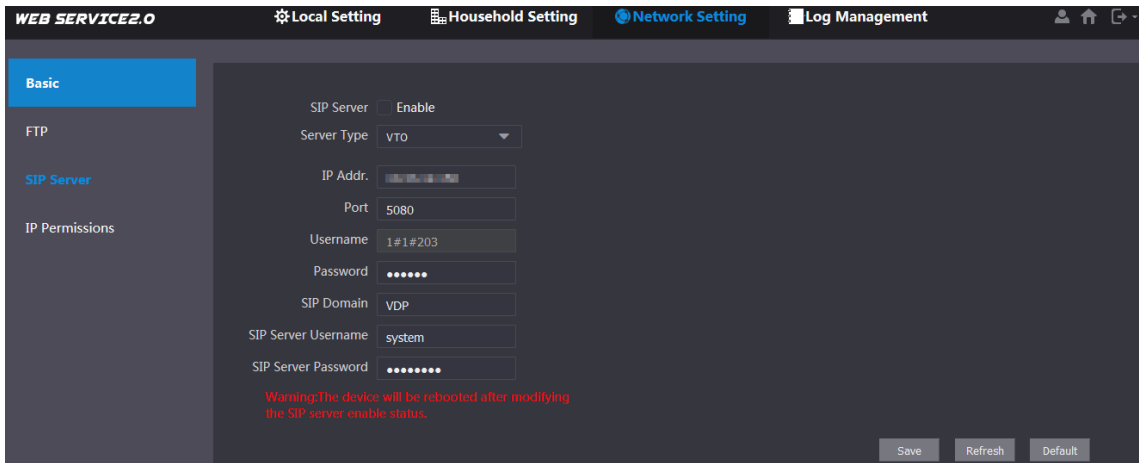 WEB SERVICE2.0 Local Setting Household Setting Network Setting Log Management
Basic
FTP
SIP Server
IP Permissions
SIP Server Enable
Server Type VTO
IP Addr.
Port 5080
Username 1#1#203
Password ••••••
SIP Domain VDP
SIP Server Username system
SIP Server Password ••••••••
Warning:The device will be rebooted after modifying
the SIP server enable status.
Save Refresh Default